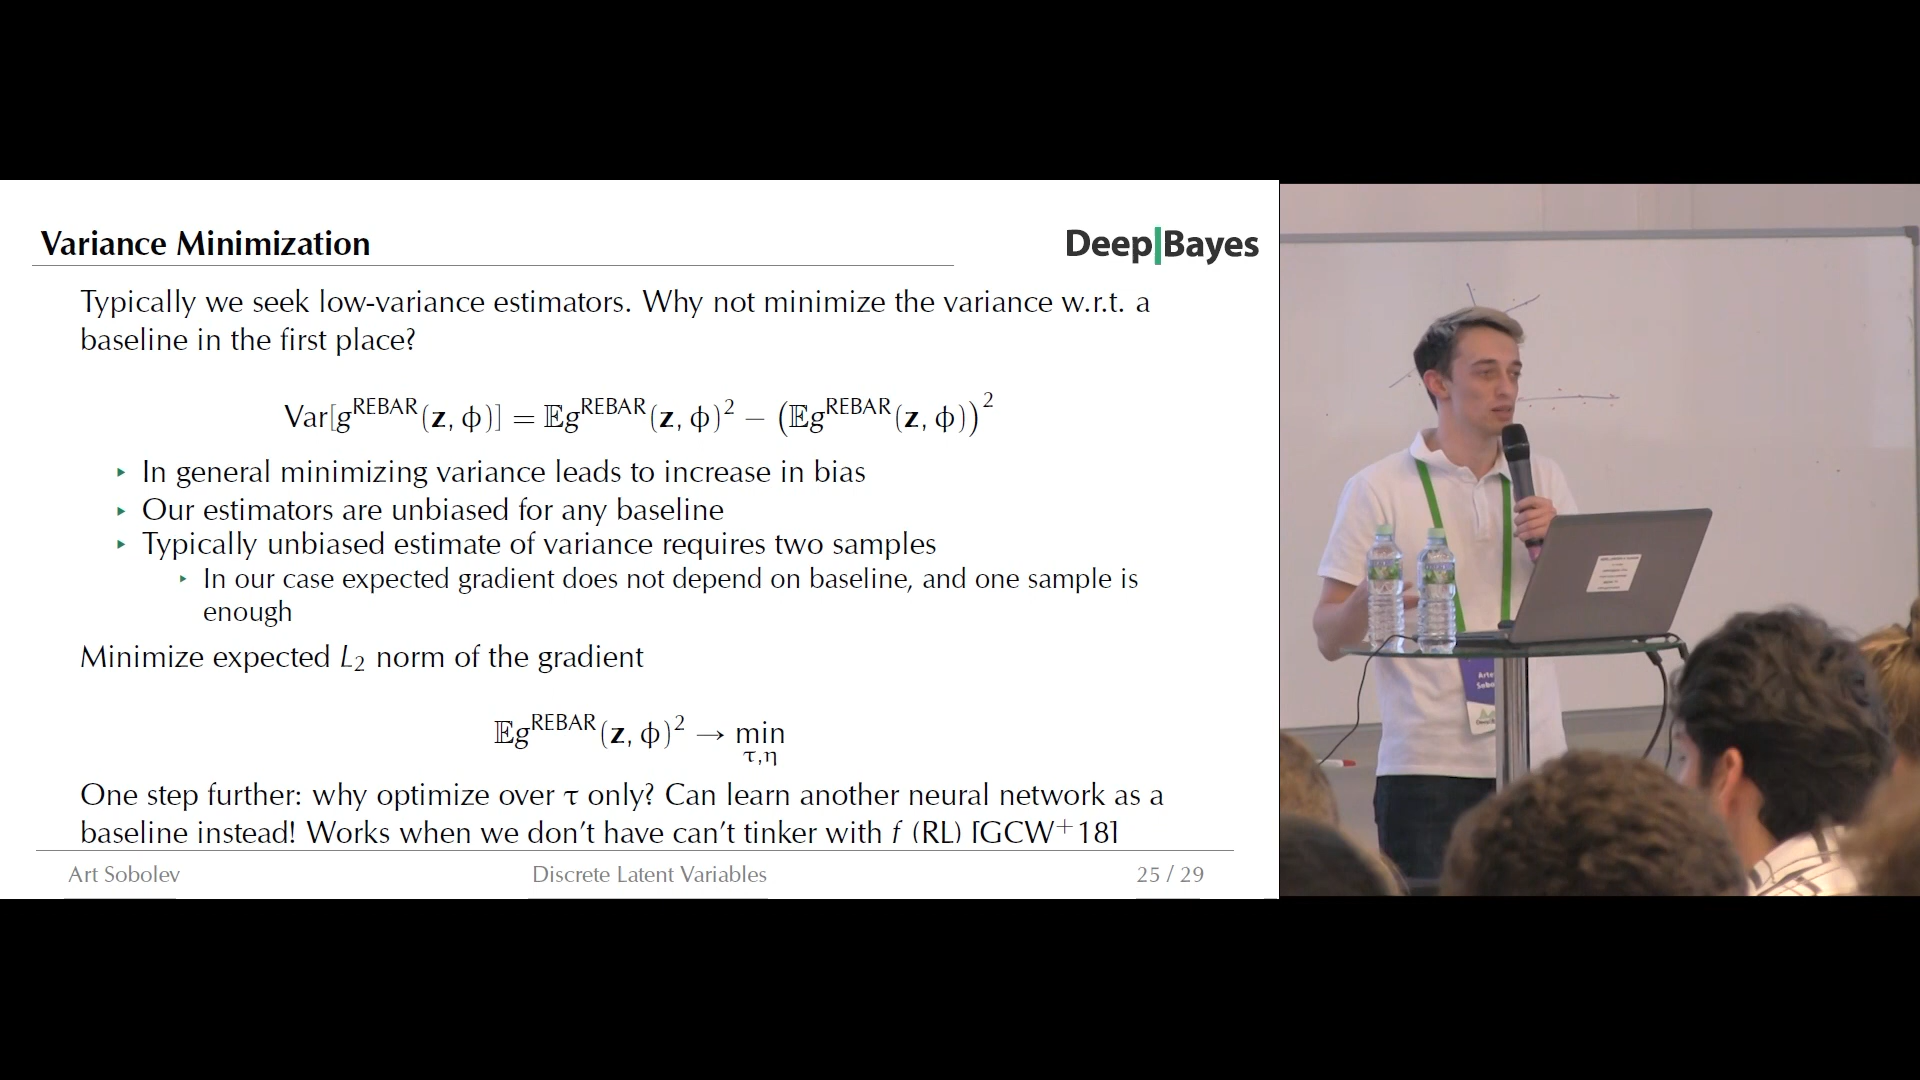 Variance Minimization
Deep|Bayes
Typically we seek low-variance estimators. Why not minimize the variance w.r.t. a
baseline in the first place?
Var[g^REBAR(z, ϕ)] = 𝔼g^REBAR(z, ϕ)² − (𝔼g^REBAR(z, ϕ))²
‣ In general minimizing variance leads to increase in bias
‣ Our estimators are unbiased for any baseline
‣ Typically unbiased estimate of variance requires two samples
‣ In our case expected gradient does not depend on baseline, and one sample is
enough
Minimize expected L₂ norm of the gradient
𝔼g^REBAR(z, ϕ)² → min
τ,η
One step further: why optimize over τ only? Can learn another neural network as a
baseline instead! Works when we don't have can't tinker with f (RL) [GCW⁺18]
Art Sobolev
Discrete Latent Variables
25 / 29